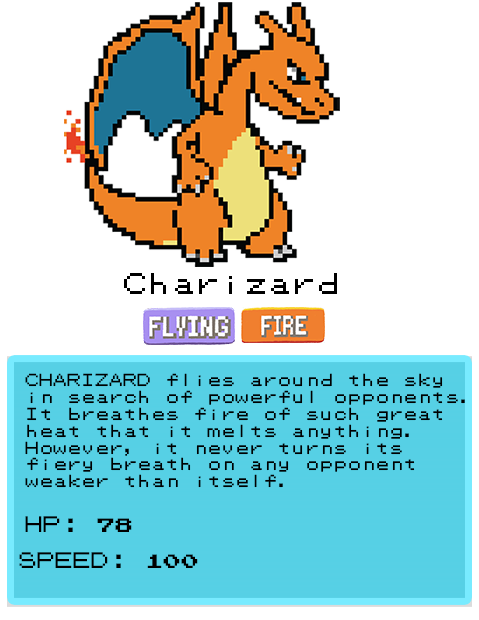 Charizard
FLYING FIRE
CHARIZARD flies around the sky
in search of powerful opponents.
It breathes fire of such great
heat that it melts anything.
However, it never turns its
fiery breath on any opponent
weaker than itself.
HP: 78
SPEED: 100